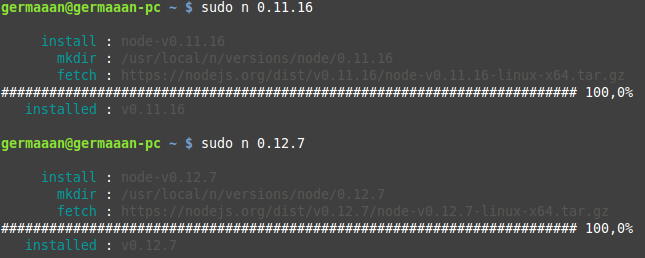 germaaan@germaaan-pc ~ $ sudo n 0.11.16
install : node-v0.11.16
mkdir : /usr/local/n/versions/node/0.11.16
fetch : https://nodejs.org/dist/v0.11.16/node-v0.11.16-linux-x64.tar.gz
######################################################################## 100,0%
installed : v0.11.16
germaaan@germaaan-pc ~ $ sudo n 0.12.7
install : node-v0.12.7
mkdir : /usr/local/n/versions/node/0.12.7
fetch : https://nodejs.org/dist/v0.12.7/node-v0.12.7-linux-x64.tar.gz
######################################################################## 100,0%
installed : v0.12.7